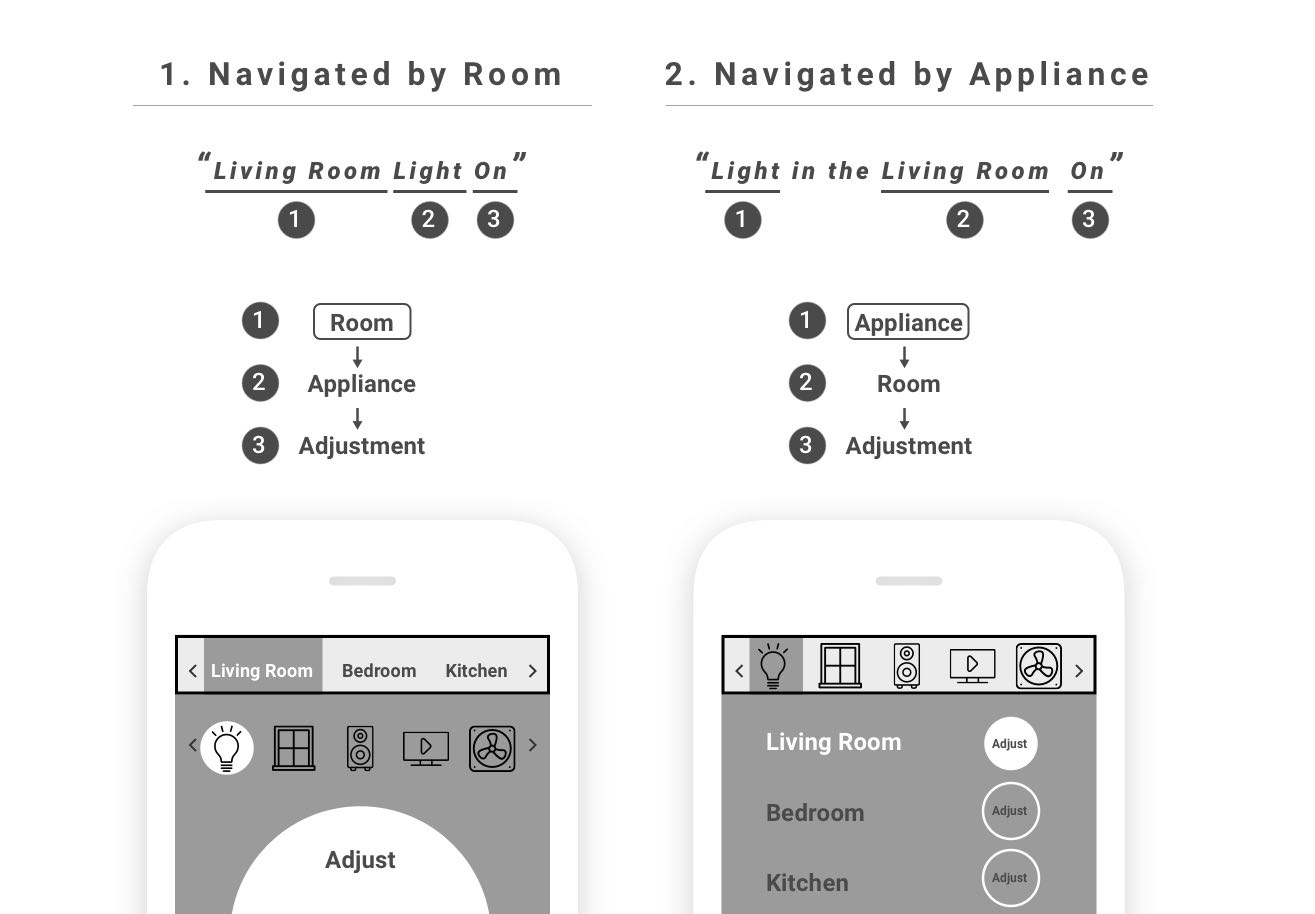 1. Navigated by Room
“Living Room Light On”
1 2 3
1 Room
2 Appliance
3 Adjustment
Living Room Bedroom Kitchen
Adjust
2. Navigated by Appliance
“Light in the Living Room On”
1 2 3
1 Appliance
2 Room
3 Adjustment
Living Room Adjust
Bedroom Adjust
Kitchen Adjust